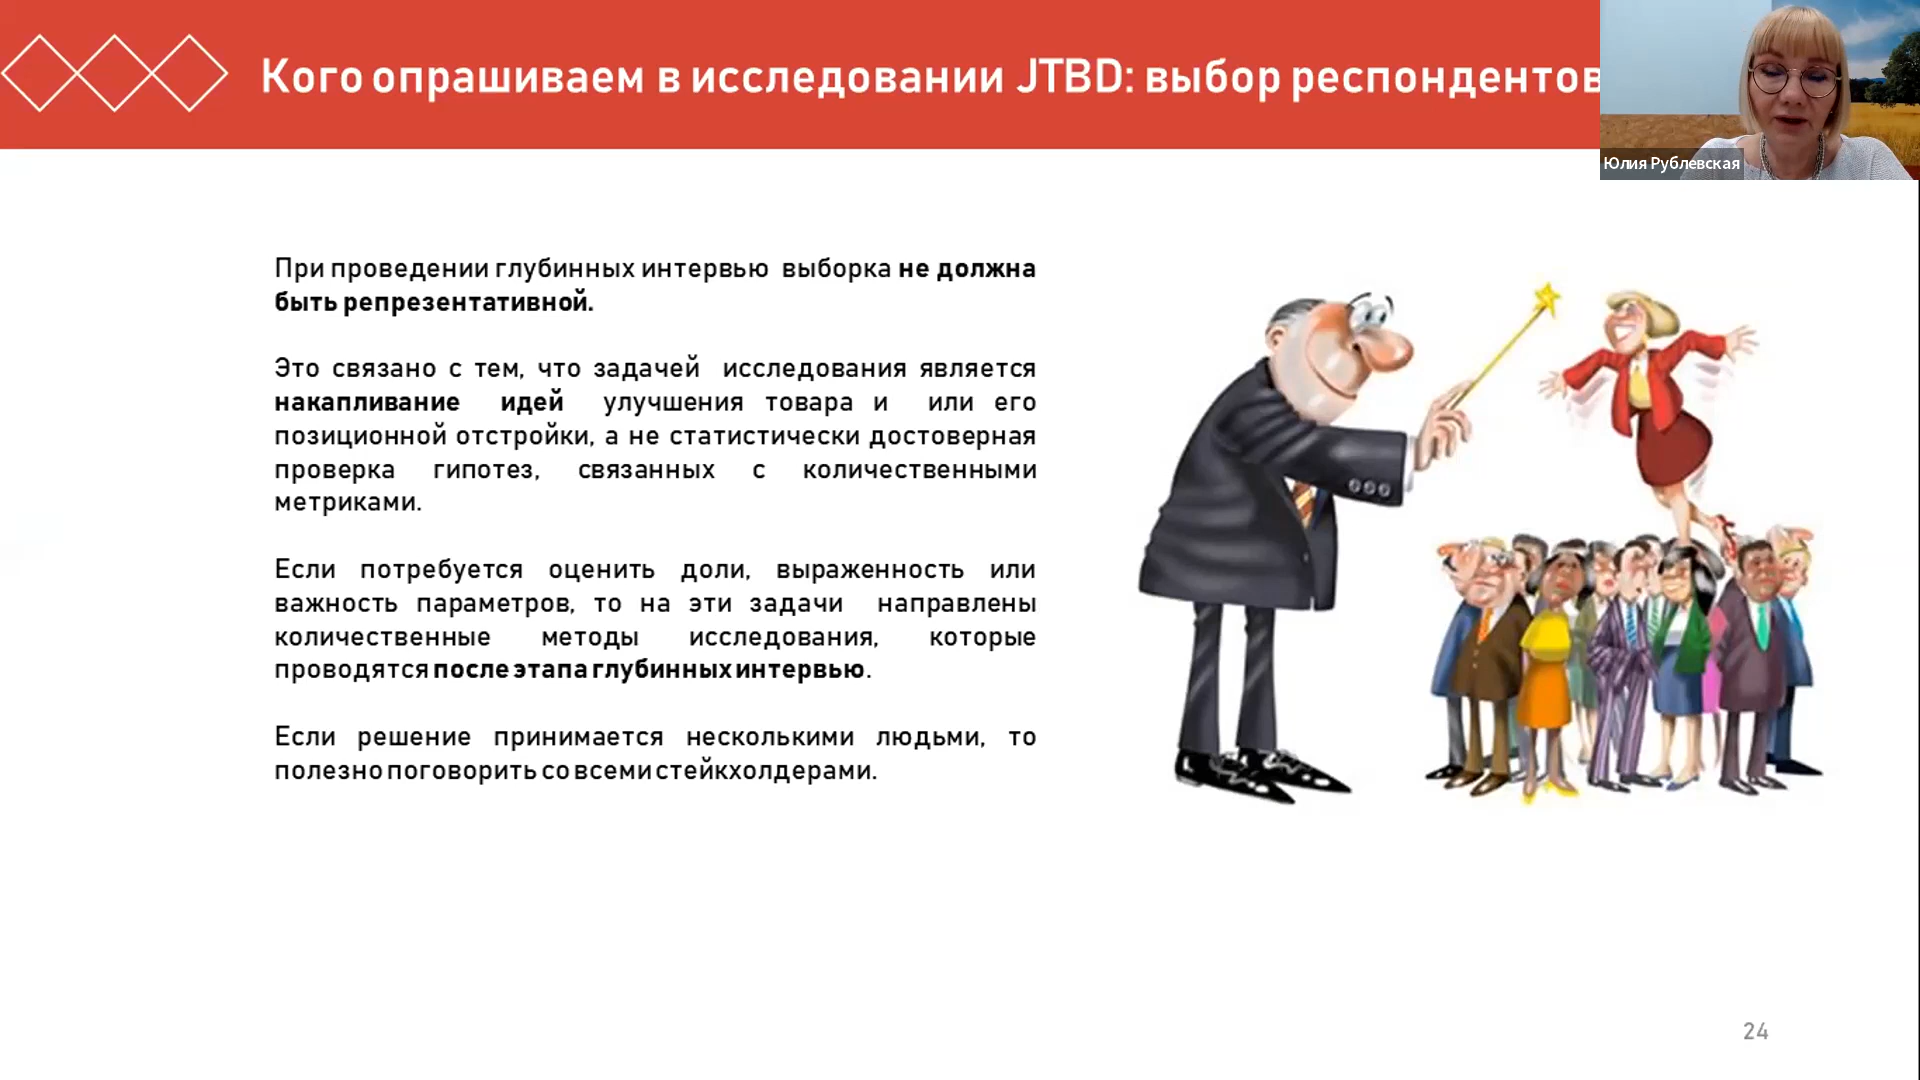 Кого опрашиваем в исследовании JTBD: выбор респондентов
Юлия Рублевская
При проведении глубинных интервью выборка не должна
быть репрезентативной.
Это связано с тем, что задачей исследования является
накапливание идей улучшения товара и или его
позиционной отстройки, а не статистически достоверная
проверка гипотез, связанных с количественными
метриками.
Если потребуется оценить доли, выраженность или
важность параметров, то на эти задачи направлены
количественные методы исследования, которые
проводятся после этапа глубинных интервью.
Если решение принимается несколькими людьми, то
полезно поговорить со всеми стейкхолдерами.
24